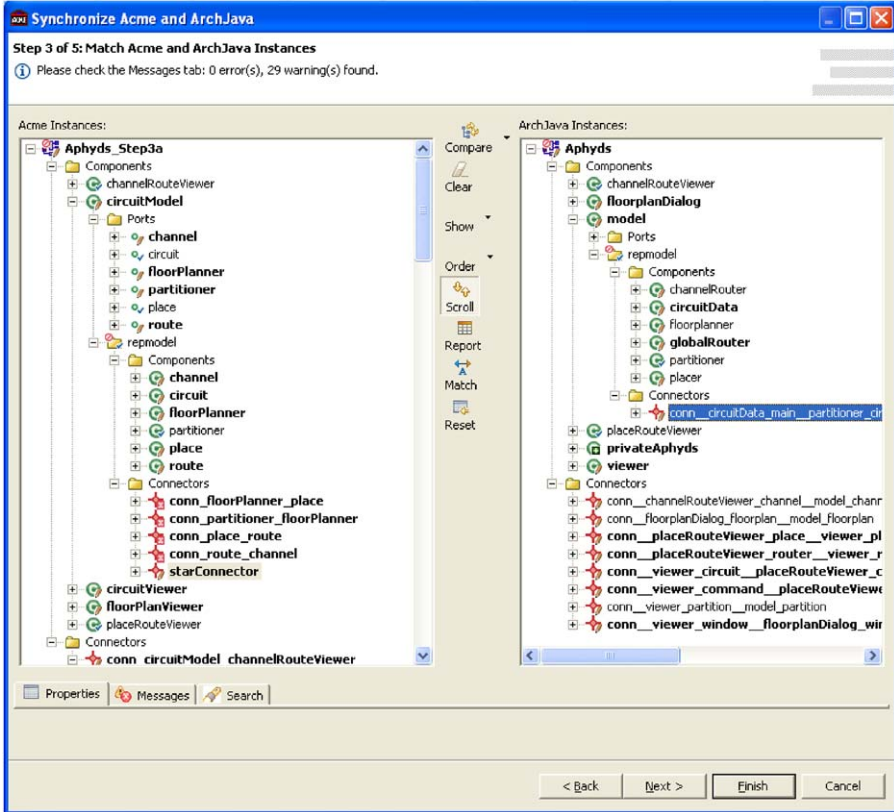 Synchronize Acme and ArchJava
Step 3 of 5: Match Acme and ArchJava Instances
Please check the Messages tab: 0 error(s), 29 warning(s) found.
Acme Instances:
Aphyds_Step3a
Components
channelRouteViewer
circuitModel
Ports
channel
circuit
floorPlanner
partitioner
place
route
repmodel
Components
channel
circuit
floorPlanner
partitioner
place
route
Connectors
conn_floorPlanner_place
conn_partitioner_floorPlanner
conn_place_route
conn_route_channel
starConnector
circuitViewer
floorPlanViewer
placeRouteViewer
Connectors
conn_circuitModel_channelRouteViewer
Compare
Clear
Show
Order
Scroll
Report
Match
Reset
ArchJava Instances:
Aphyds
Components
channelRouteViewer
floorplanDialog
model
Ports
repmodel
Components
channelRouter
circuitData
floorplanner
globalRouter
partitioner
placer
Connectors
conn__circuitData_main__partitioner_cir
placeRouteViewer
privateAphyds
viewer
Connectors
conn__channelRouteViewer_channel__model_chann
conn__floorplanDialog_floorplan__model_floorplan
conn__placeRouteViewer_place__viewer_pl
conn__placeRouteViewer_router__viewer_r
conn__viewer_circuit__placeRouteViewer_c
conn__viewer_command__placeRouteViewe
conn__viewer_partition__model_partition
conn__viewer_window__floorplanDialog_win
Properties
Messages
Search
< Back
Next >
Finish
Cancel